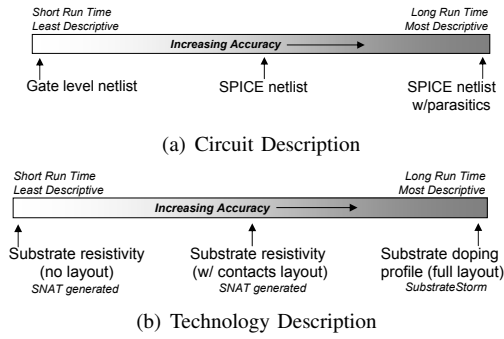 Short Run Time
Least Descriptive
Long Run Time
Most Descriptive
Increasing Accuracy
Gate level netlist
SPICE netlist
SPICE netlist
w/parasitics
(a) Circuit Description
Short Run Time
Least Descriptive
Long Run Time
Most Descriptive
Increasing Accuracy
Substrate resistivity
(no layout)
SNAT generated
Substrate resistivity
(w/ contacts layout)
SNAT generated
Substrate doping
profile (full layout)
SubstrateStorm
(b) Technology Description